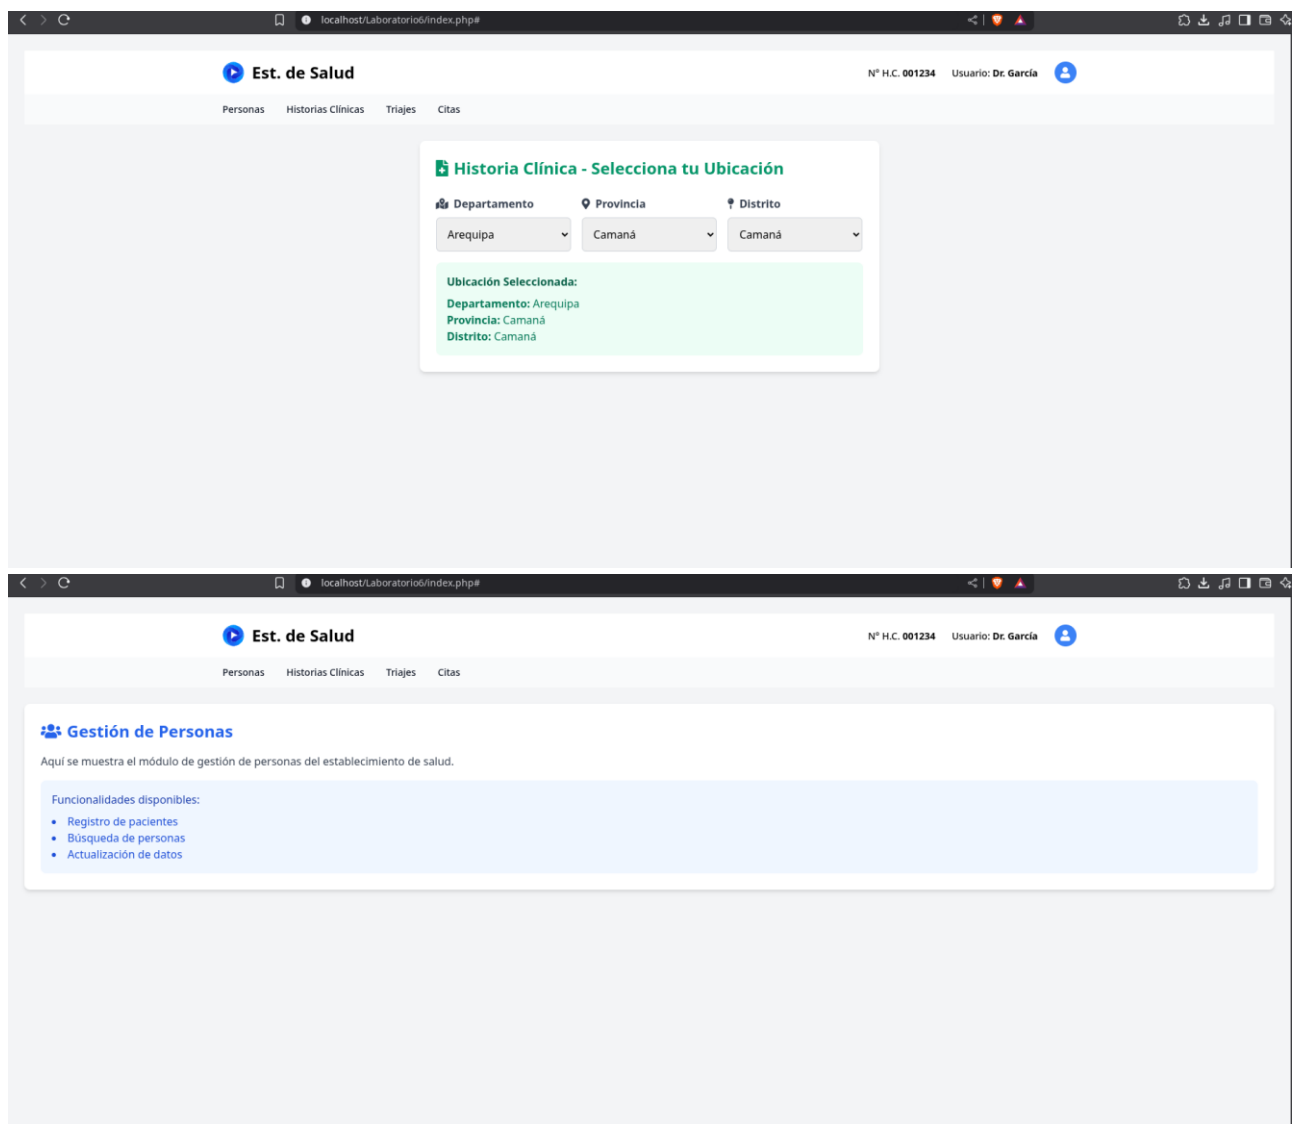 localhost/Laboratorio6/index.php#
Est. de Salud
N° H.C. 001234 Usuario: Dr. García
Personas Historias Clínicas Triajes Citas
Historia Clínica - Selecciona tu Ubicación
Departamento Provincia Distrito
Arequipa Camaná Camaná
Ubicación Seleccionada:
Departamento: Arequipa
Provincia: Camaná
Distrito: Camaná
localhost/Laboratorio6/index.php#
Est. de Salud
N° H.C. 001234 Usuario: Dr. García
Personas Historias Clínicas Triajes Citas
Gestión de Personas
Aquí se muestra el módulo de gestión de personas del establecimiento de salud.
Funcionalidades disponibles:
• Registro de pacientes
• Búsqueda de personas
• Actualización de datos